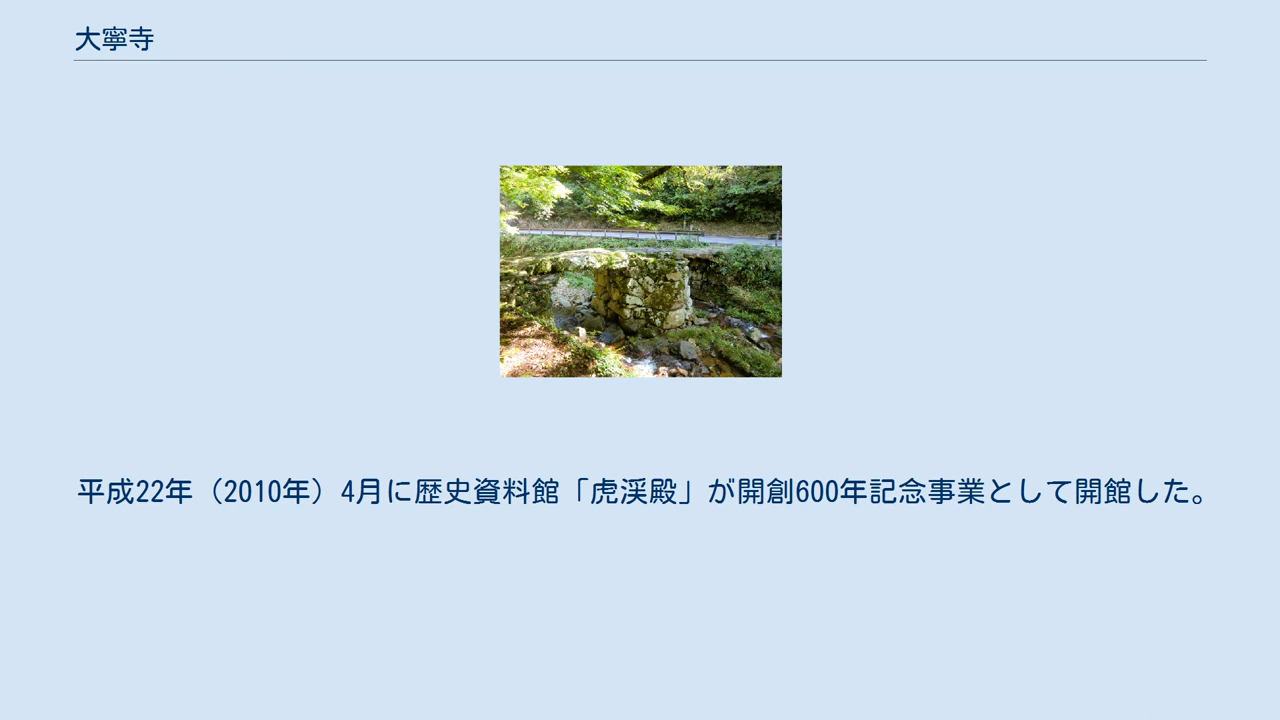 大寧寺
平成22年（2010年）4月に歴史資料館「虎渓殿」が開創600年記念事業として開館した。